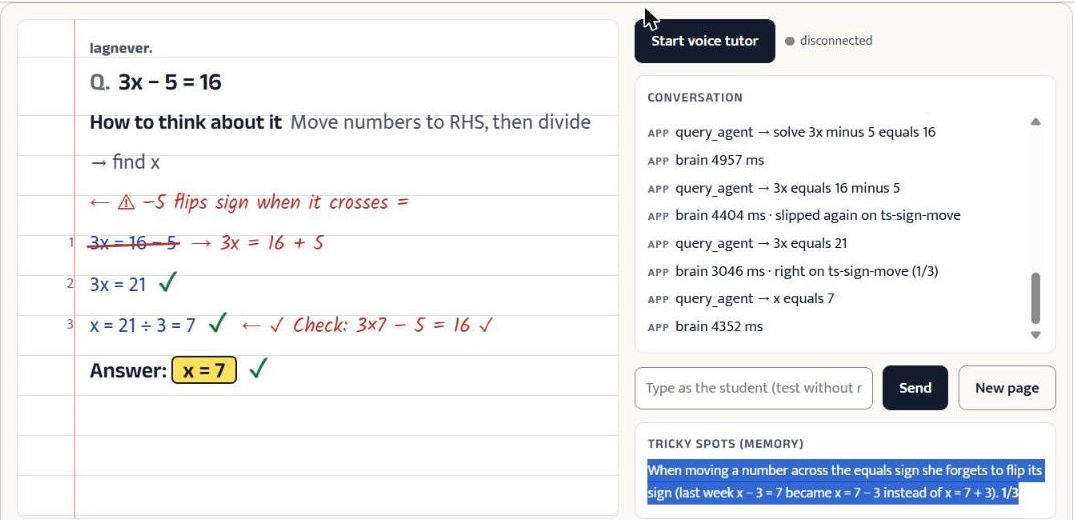 lagnever.
Q. 3x − 5 = 16
How to think about it Move numbers to RHS, then divide
→ find x
← ⚠ −5 flips sign when it crosses =
1 3x = 16 − 5 → 3x = 16 + 5
2 3x = 21 ✓
3 x = 21 ÷ 3 = 7 ✓ ← ✓ Check: 3×7 − 5 = 16 ✓
Answer: x = 7 ✓
Start voice tutor disconnected
CONVERSATION
APP query_agent → solve 3x minus 5 equals 16
APP brain 4957 ms
APP query_agent → 3x equals 16 minus 5
APP brain 4404 ms · slipped again on ts-sign-move
APP query_agent → 3x equals 21
APP brain 3046 ms · right on ts-sign-move (1/3)
APP query_agent → x equals 7
APP brain 4352 ms
Type as the student (test without r
Send New page
TRICKY SPOTS (MEMORY)
When moving a number across the equals sign she forgets to flip its
sign (last week x − 3 = 7 became x = 7 − 3 instead of x = 7 + 3). 1/3